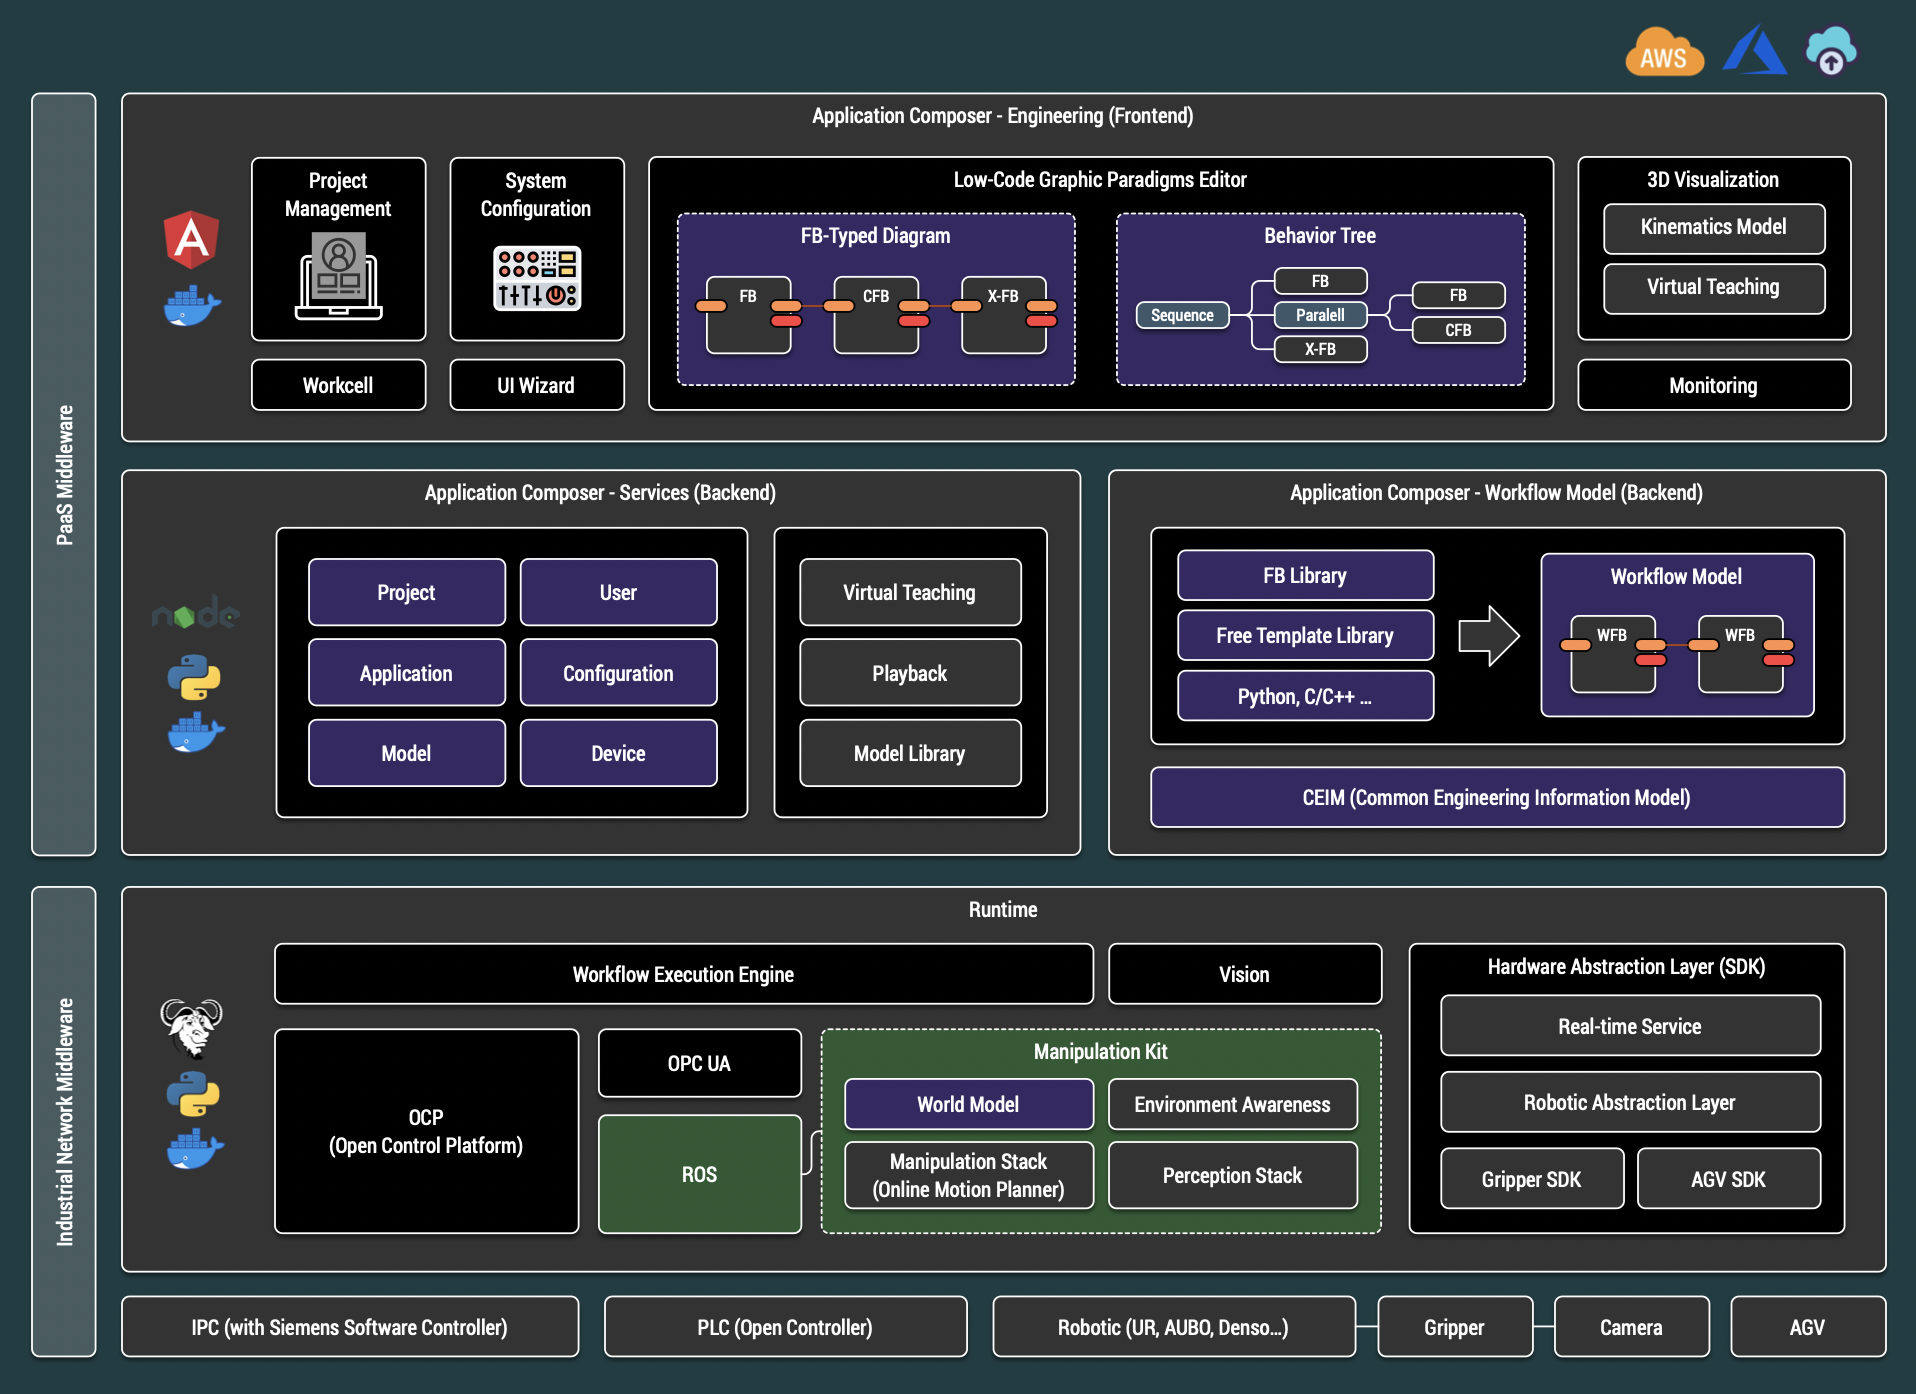 AWS
PaaS Middleware
Application Composer - Engineering (Frontend)
Project
Management
Workcell
System
Configuration
UI Wizard
Low-Code Graphic Paradigms Editor
FB-Typed Diagram
FB
CFB
X-FB
Behavior Tree
Sequence
FB
Paralell
X-FB
FB
CFB
3D Visualization
Kinematics Model
Virtual Teaching
Monitoring
Application Composer - Services (Backend)
node
Project
User
Application
Configuration
Model
Device
Virtual Teaching
Playback
Model Library
Application Composer - Workflow Model (Backend)
FB Library
Free Template Library
Python, C/C++ ...
Workflow Model
WFB
WFB
CEIM (Common Engineering Information Model)
Industrial Network Middleware
Runtime
Workflow Execution Engine
Vision
OCP
(Open Control Platform)
OPC UA
ROS
Manipulation Kit
World Model
Environment Awareness
Manipulation Stack
(Online Motion Planner)
Perception Stack
Hardware Abstraction Layer (SDK)
Real-time Service
Robotic Abstraction Layer
Gripper SDK
AGV SDK
IPC (with Siemens Software Controller)
PLC (Open Controller)
Robotic (UR, AUBO, Denso...)
Gripper
Camera
AGV